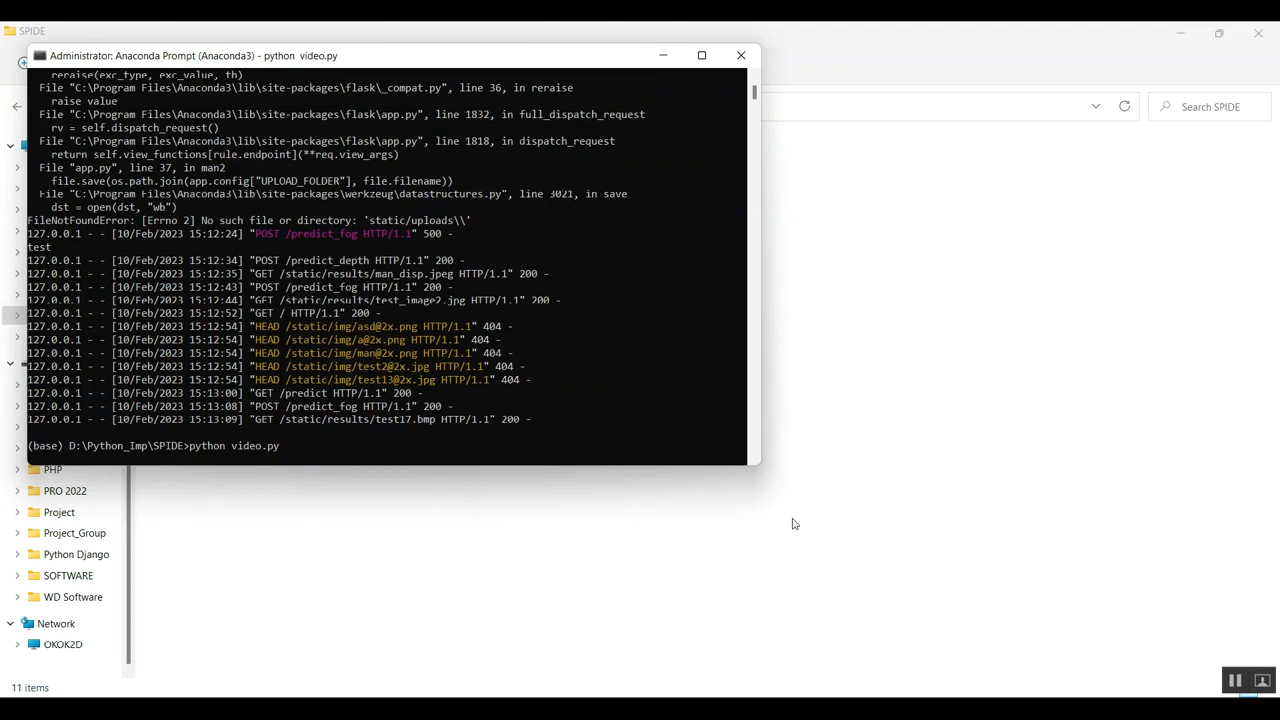 SPIDE
Administrator: Anaconda Prompt (Anaconda3) - python  video.py
reraise(exc_type, exc_value, tb)
File "C:\Program Files\Anaconda3\lib\site-packages\flask\_compat.py", line 36, in reraise
raise value
File "C:\Program Files\Anaconda3\lib\site-packages\flask\app.py", line 1832, in full_dispatch_request
rv = self.dispatch_request()
File "C:\Program Files\Anaconda3\lib\site-packages\flask\app.py", line 1818, in dispatch_request
return self.view_functions[rule.endpoint](**req.view_args)
File "app.py", line 37, in man2
file.save(os.path.join(app.config["UPLOAD_FOLDER"], file.filename))
File "C:\Program Files\Anaconda3\lib\site-packages\werkzeug\datastructures.py", line 3021, in save
dst = open(dst, "wb")
FileNotFoundError: [Errno 2] No such file or directory: 'static/uploads\\'
127.0.0.1 - - [10/Feb/2023 15:12:24] "POST /predict_fog HTTP/1.1" 500 -
test
127.0.0.1 - - [10/Feb/2023 15:12:34] "POST /predict_depth HTTP/1.1" 200 -
127.0.0.1 - - [10/Feb/2023 15:12:35] "GET /static/results/man_disp.jpeg HTTP/1.1" 200 -
127.0.0.1 - - [10/Feb/2023 15:12:43] "POST /predict_fog HTTP/1.1" 200 -
127.0.0.1 - - [10/Feb/2023 15:12:44] "GET /static/results/test_image2.jpg HTTP/1.1" 200 -
127.0.0.1 - - [10/Feb/2023 15:12:52] "GET / HTTP/1.1" 200 -
127.0.0.1 - - [10/Feb/2023 15:12:54] "HEAD /static/img/asd@2x.png HTTP/1.1" 404 -
127.0.0.1 - - [10/Feb/2023 15:12:54] "HEAD /static/img/a@2x.png HTTP/1.1" 404 -
127.0.0.1 - - [10/Feb/2023 15:12:54] "HEAD /static/img/man@2x.png HTTP/1.1" 404 -
127.0.0.1 - - [10/Feb/2023 15:12:54] "HEAD /static/img/test2@2x.jpg HTTP/1.1" 404 -
127.0.0.1 - - [10/Feb/2023 15:12:54] "HEAD /static/img/test13@2x.jpg HTTP/1.1" 404 -
127.0.0.1 - - [10/Feb/2023 15:13:00] "GET /predict HTTP/1.1" 200 -
127.0.0.1 - - [10/Feb/2023 15:13:08] "POST /predict_fog HTTP/1.1" 200 -
127.0.0.1 - - [10/Feb/2023 15:13:09] "GET /static/results/test17.bmp HTTP/1.1" 200 -
(base) D:\Python_Imp\SPIDE>python video.py
Search SPIDE
PHP
PRO 2022
Project
Project_Group
Python Django
SOFTWARE
WD Software
Network
OKOK2D
11 items